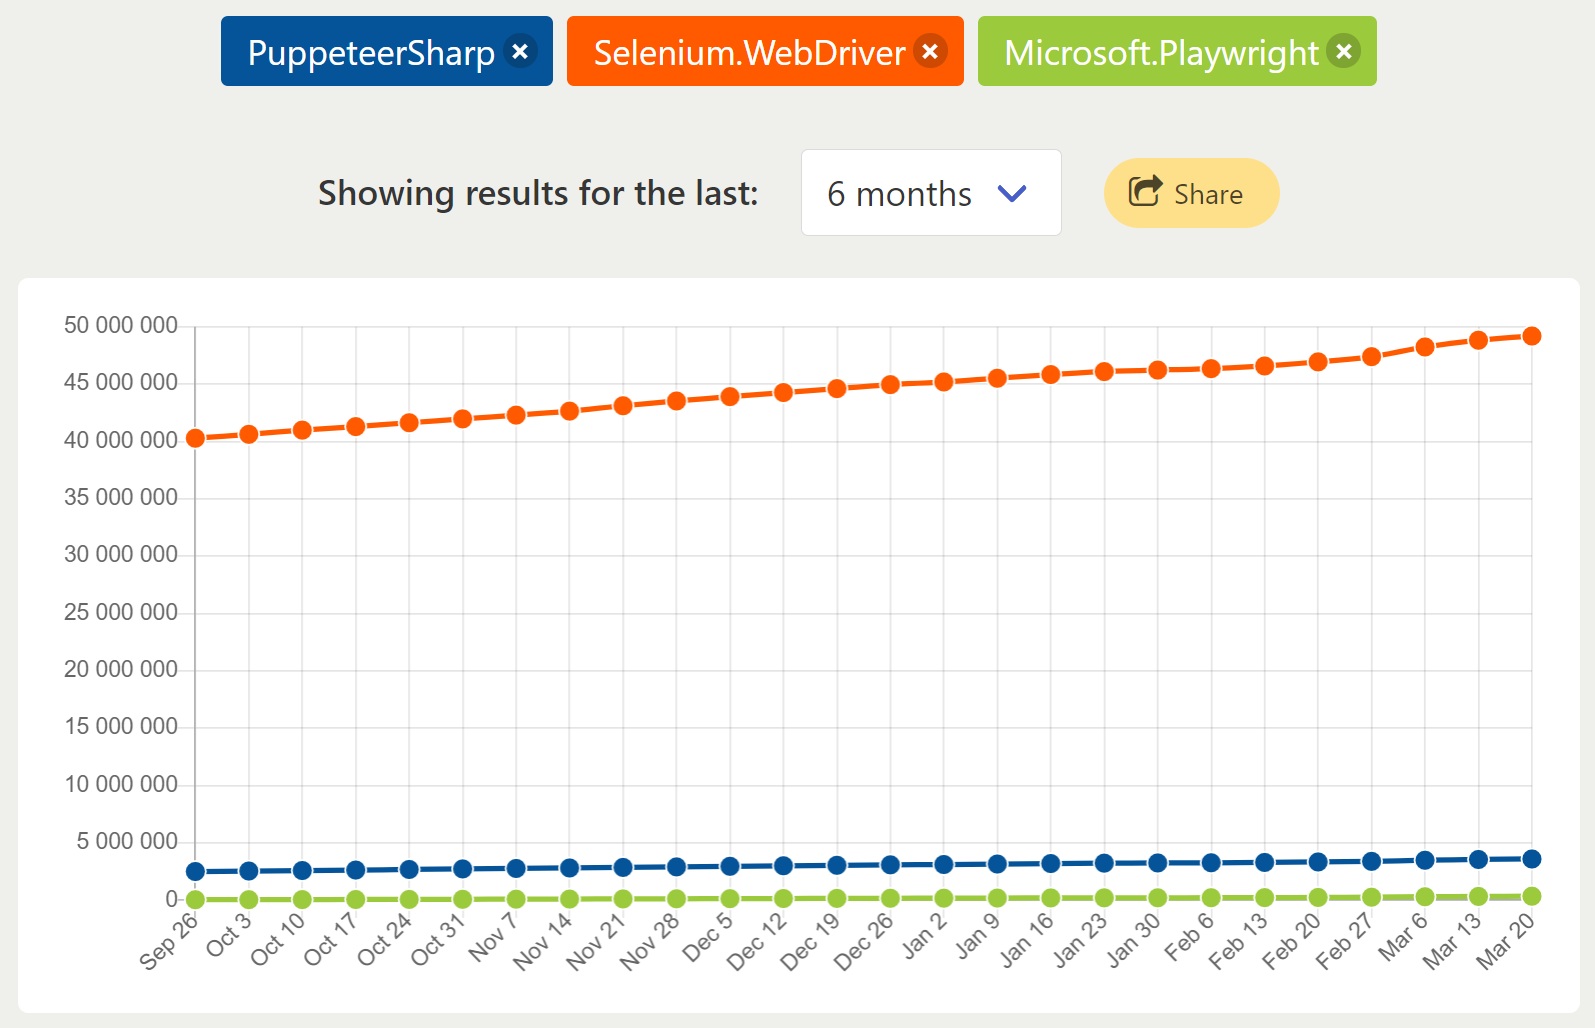 PuppeteerSharp
Selenium.WebDriver
Microsoft.Playwright
Showing results for the last:
6 months
Share
50 000 000
45 000 000
40 000 000
35 000 000
30 000 000
25 000 000
20 000 000
15 000 000
10 000 000
5 000 000
0
Sep 26
Oct 3
Oct 10
Oct 17
Oct 24
Oct 31
Nov 7
Nov 14
Nov 21
Nov 28
Dec 5
Dec 12
Dec 19
Dec 26
Jan 2
Jan 9
Jan 16
Jan 23
Jan 30
Feb 6
Feb 13
Feb 20
Feb 27
Mar 6
Mar 13
Mar 20